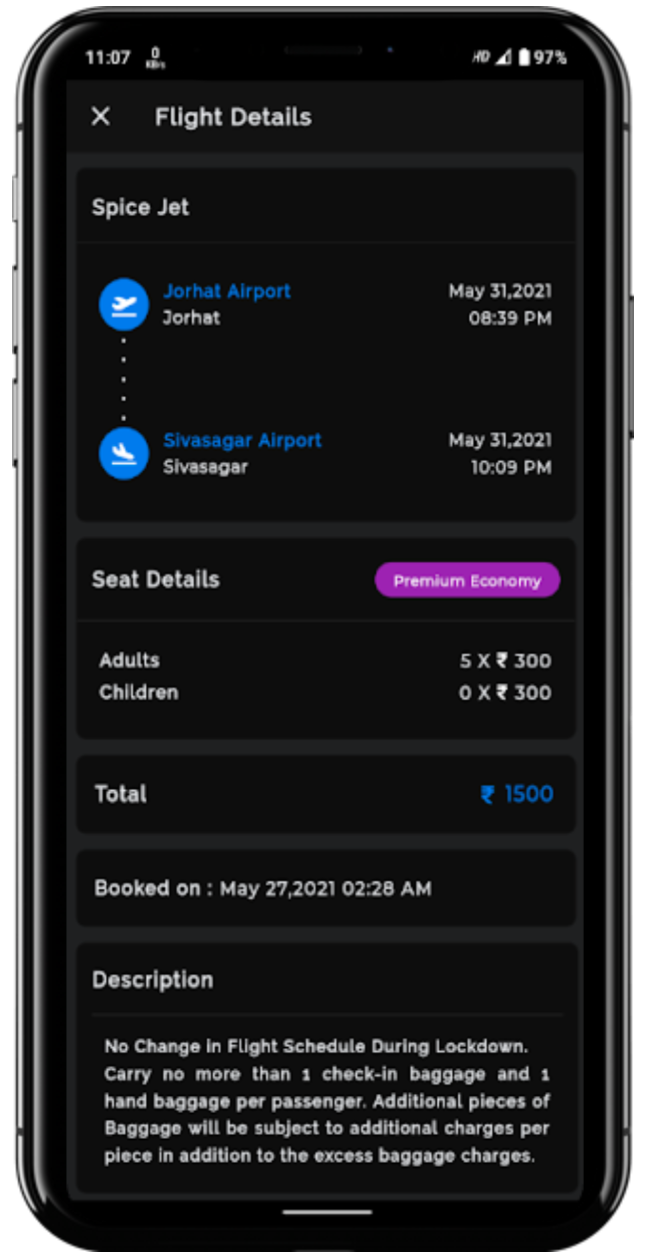 11:07 0 KB/s HD 97%
Flight Details
Spice Jet
Jorhat Airport May 31,2021
Jorhat 08:39 PM
Sivasagar Airport May 31,2021
Sivasagar 10:09 PM
Seat Details Premium Economy
Adults 5 X ₹ 300
Children 0 X ₹ 300
Total ₹ 1500
Booked on : May 27,2021 02:28 AM
Description
No Change in Flight Schedule During Lockdown.
Carry no more than 1 check-in baggage and 1
hand baggage per passenger. Additional pieces of
Baggage will be subject to additional charges per
piece in addition to the excess baggage charges.